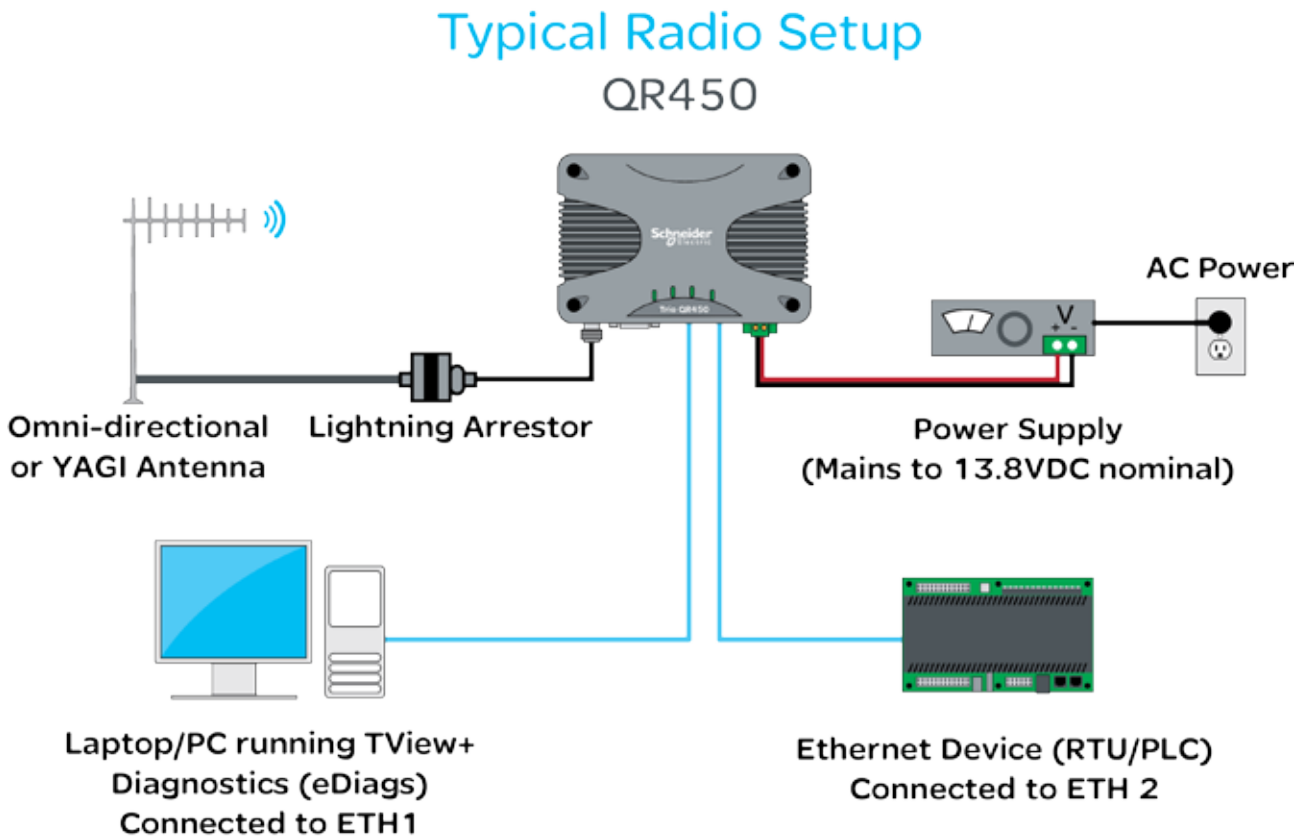 Typical Radio Setup
QR450
Schneider
Electric
Trio QR450
AC Power
V
+ -
Omni-directional
or YAGI Antenna
Lightning Arrestor
Power Supply
(Mains to 13.8VDC nominal)
Laptop/PC running TView+
Diagnostics (eDiags)
Connected to ETH1
Ethernet Device (RTU/PLC)
Connected to ETH 2